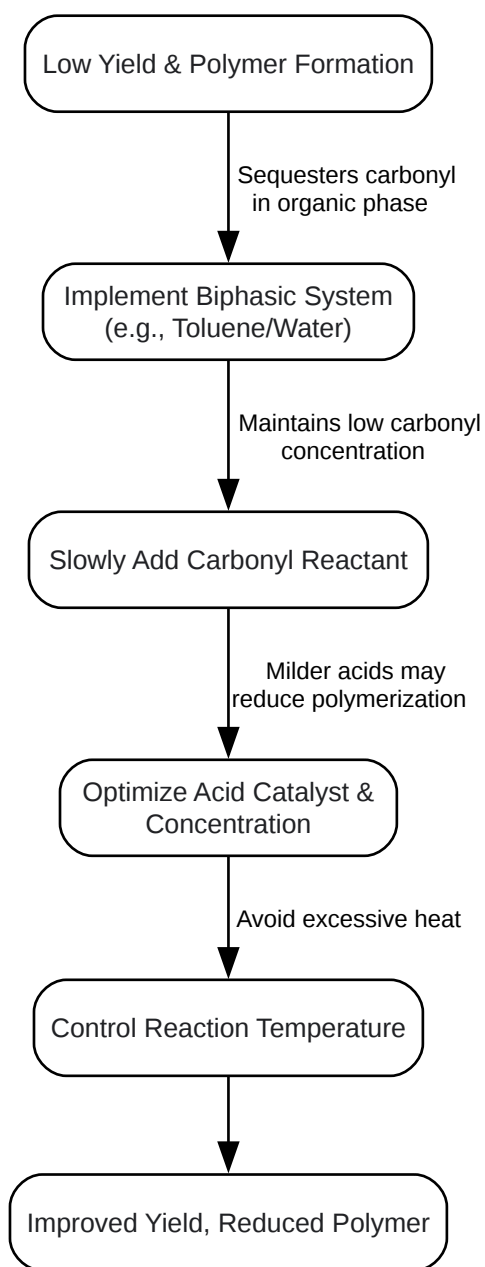 Low Yield & Polymer Formation
Sequesters carbonyl
in organic phase
Implement Biphasic System
(e.g., Toluene/Water)
Maintains low carbonyl
concentration
Slowly Add Carbonyl Reactant
Milder acids may
reduce polymerization
Optimize Acid Catalyst &
Concentration
Avoid excessive heat
Control Reaction Temperature
Improved Yield, Reduced Polymer